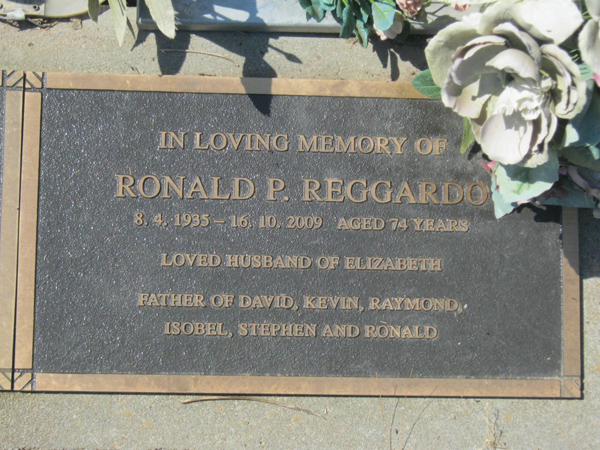 IN LOVING MEMORY OF
RONALD P. REGGARDO
8. 4. 1935 – 16. 10. 2009 AGED 74 YEARS
LOVED HUSBAND OF ELIZABETH
FATHER OF DAVID, KEVIN, RAYMOND,
ISOBEL, STEPHEN AND RONALD